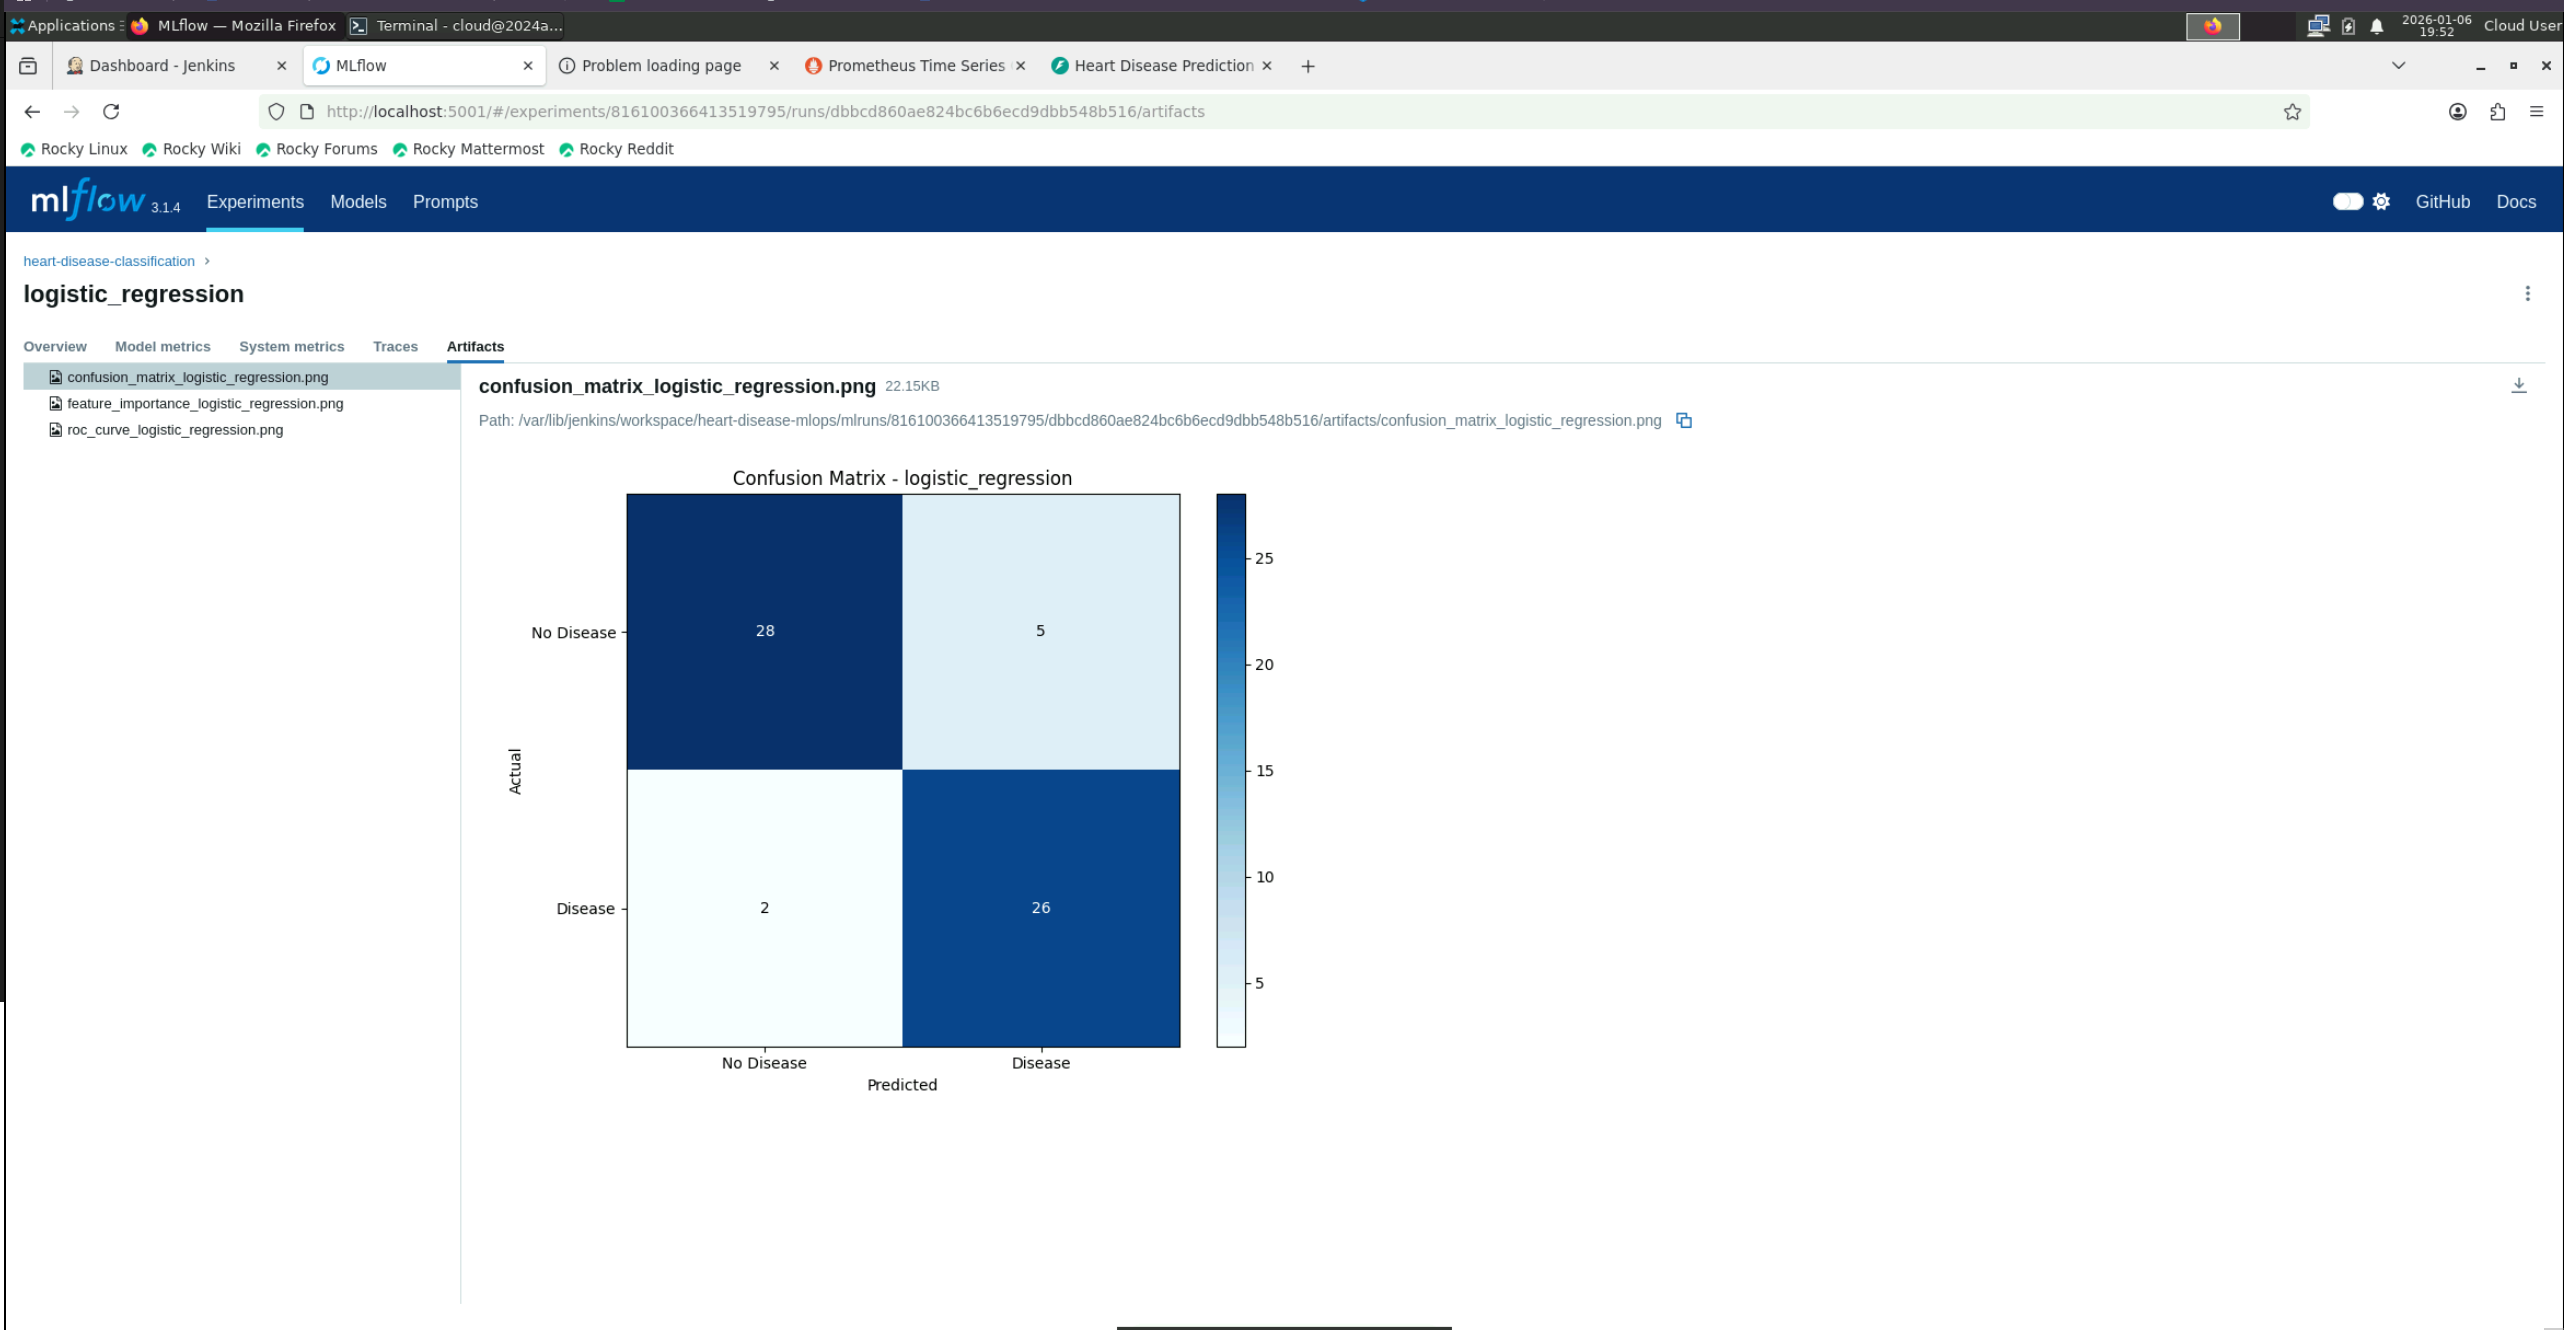 Applications
MLflow — Mozilla Firefox
Terminal - cloud@2024a...
2026-01-06
19:52
Cloud User
Dashboard - Jenkins
MLflow
Problem loading page
Prometheus Time Series
Heart Disease Prediction
http://localhost:5001/#/experiments/816100366413519795/runs/dbbcd860ae824bc6b6ecd9dbb548b516/artifacts
Rocky Linux
Rocky Wiki
Rocky Forums
Rocky Mattermost
Rocky Reddit
mlflow 3.1.4
Experiments
Models
Prompts
GitHub
Docs
heart-disease-classification
logistic_regression
Overview
Model metrics
System metrics
Traces
Artifacts
confusion_matrix_logistic_regression.png
feature_importance_logistic_regression.png
roc_curve_logistic_regression.png
confusion_matrix_logistic_regression.png 22.15KB
Path: /var/lib/jenkins/workspace/heart-disease-mlops/mlruns/816100366413519795/dbbcd860ae824bc6b6ecd9dbb548b516/artifacts/confusion_matrix_logistic_regression.png
Confusion Matrix - logistic_regression
25
20
15
10
5
No Disease
28
5
Actual
Disease
2
26
No Disease
Disease
Predicted